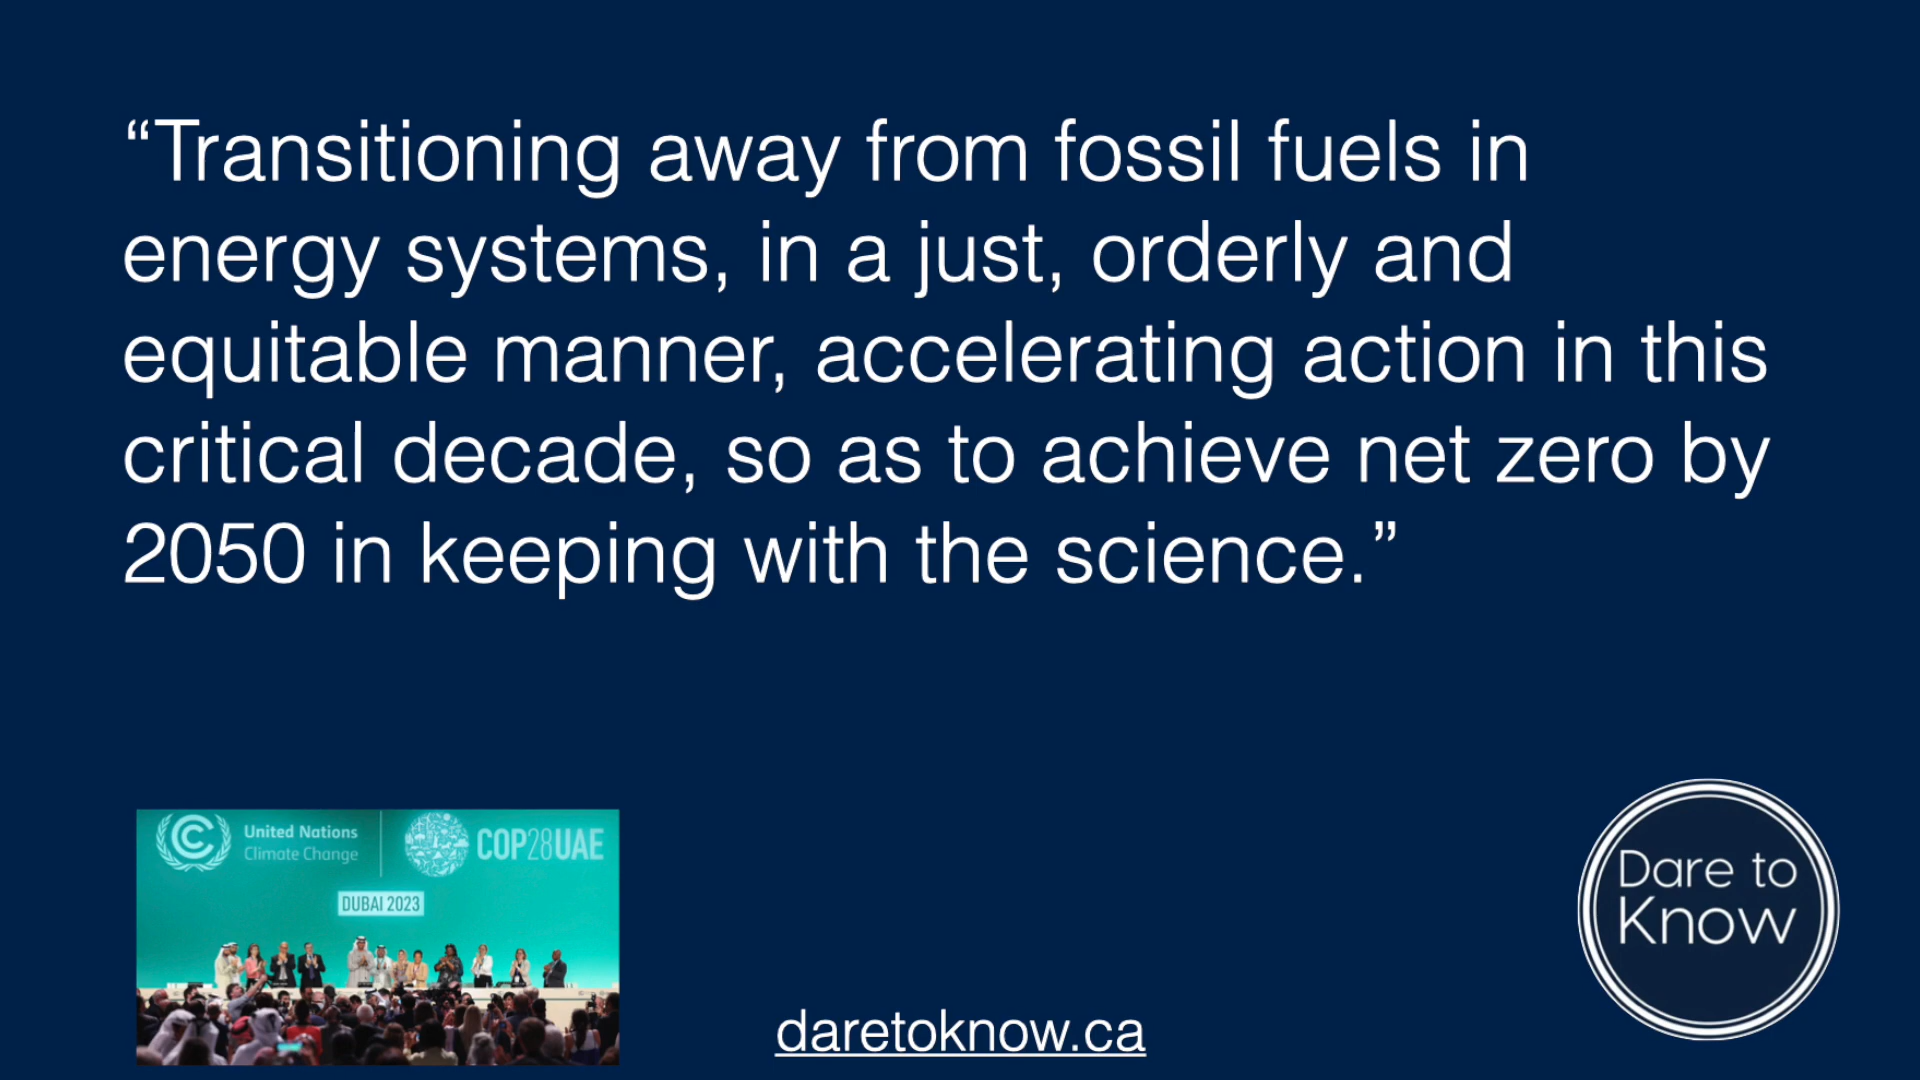 “Transitioning away from fossil fuels in
energy systems, in a just, orderly and
equitable manner, accelerating action in this
critical decade, so as to achieve net zero by
2050 in keeping with the science.”
United Nations
Climate Change
COP28UAE
DUBAI 2023
Dare to
Know
daretoknow.ca